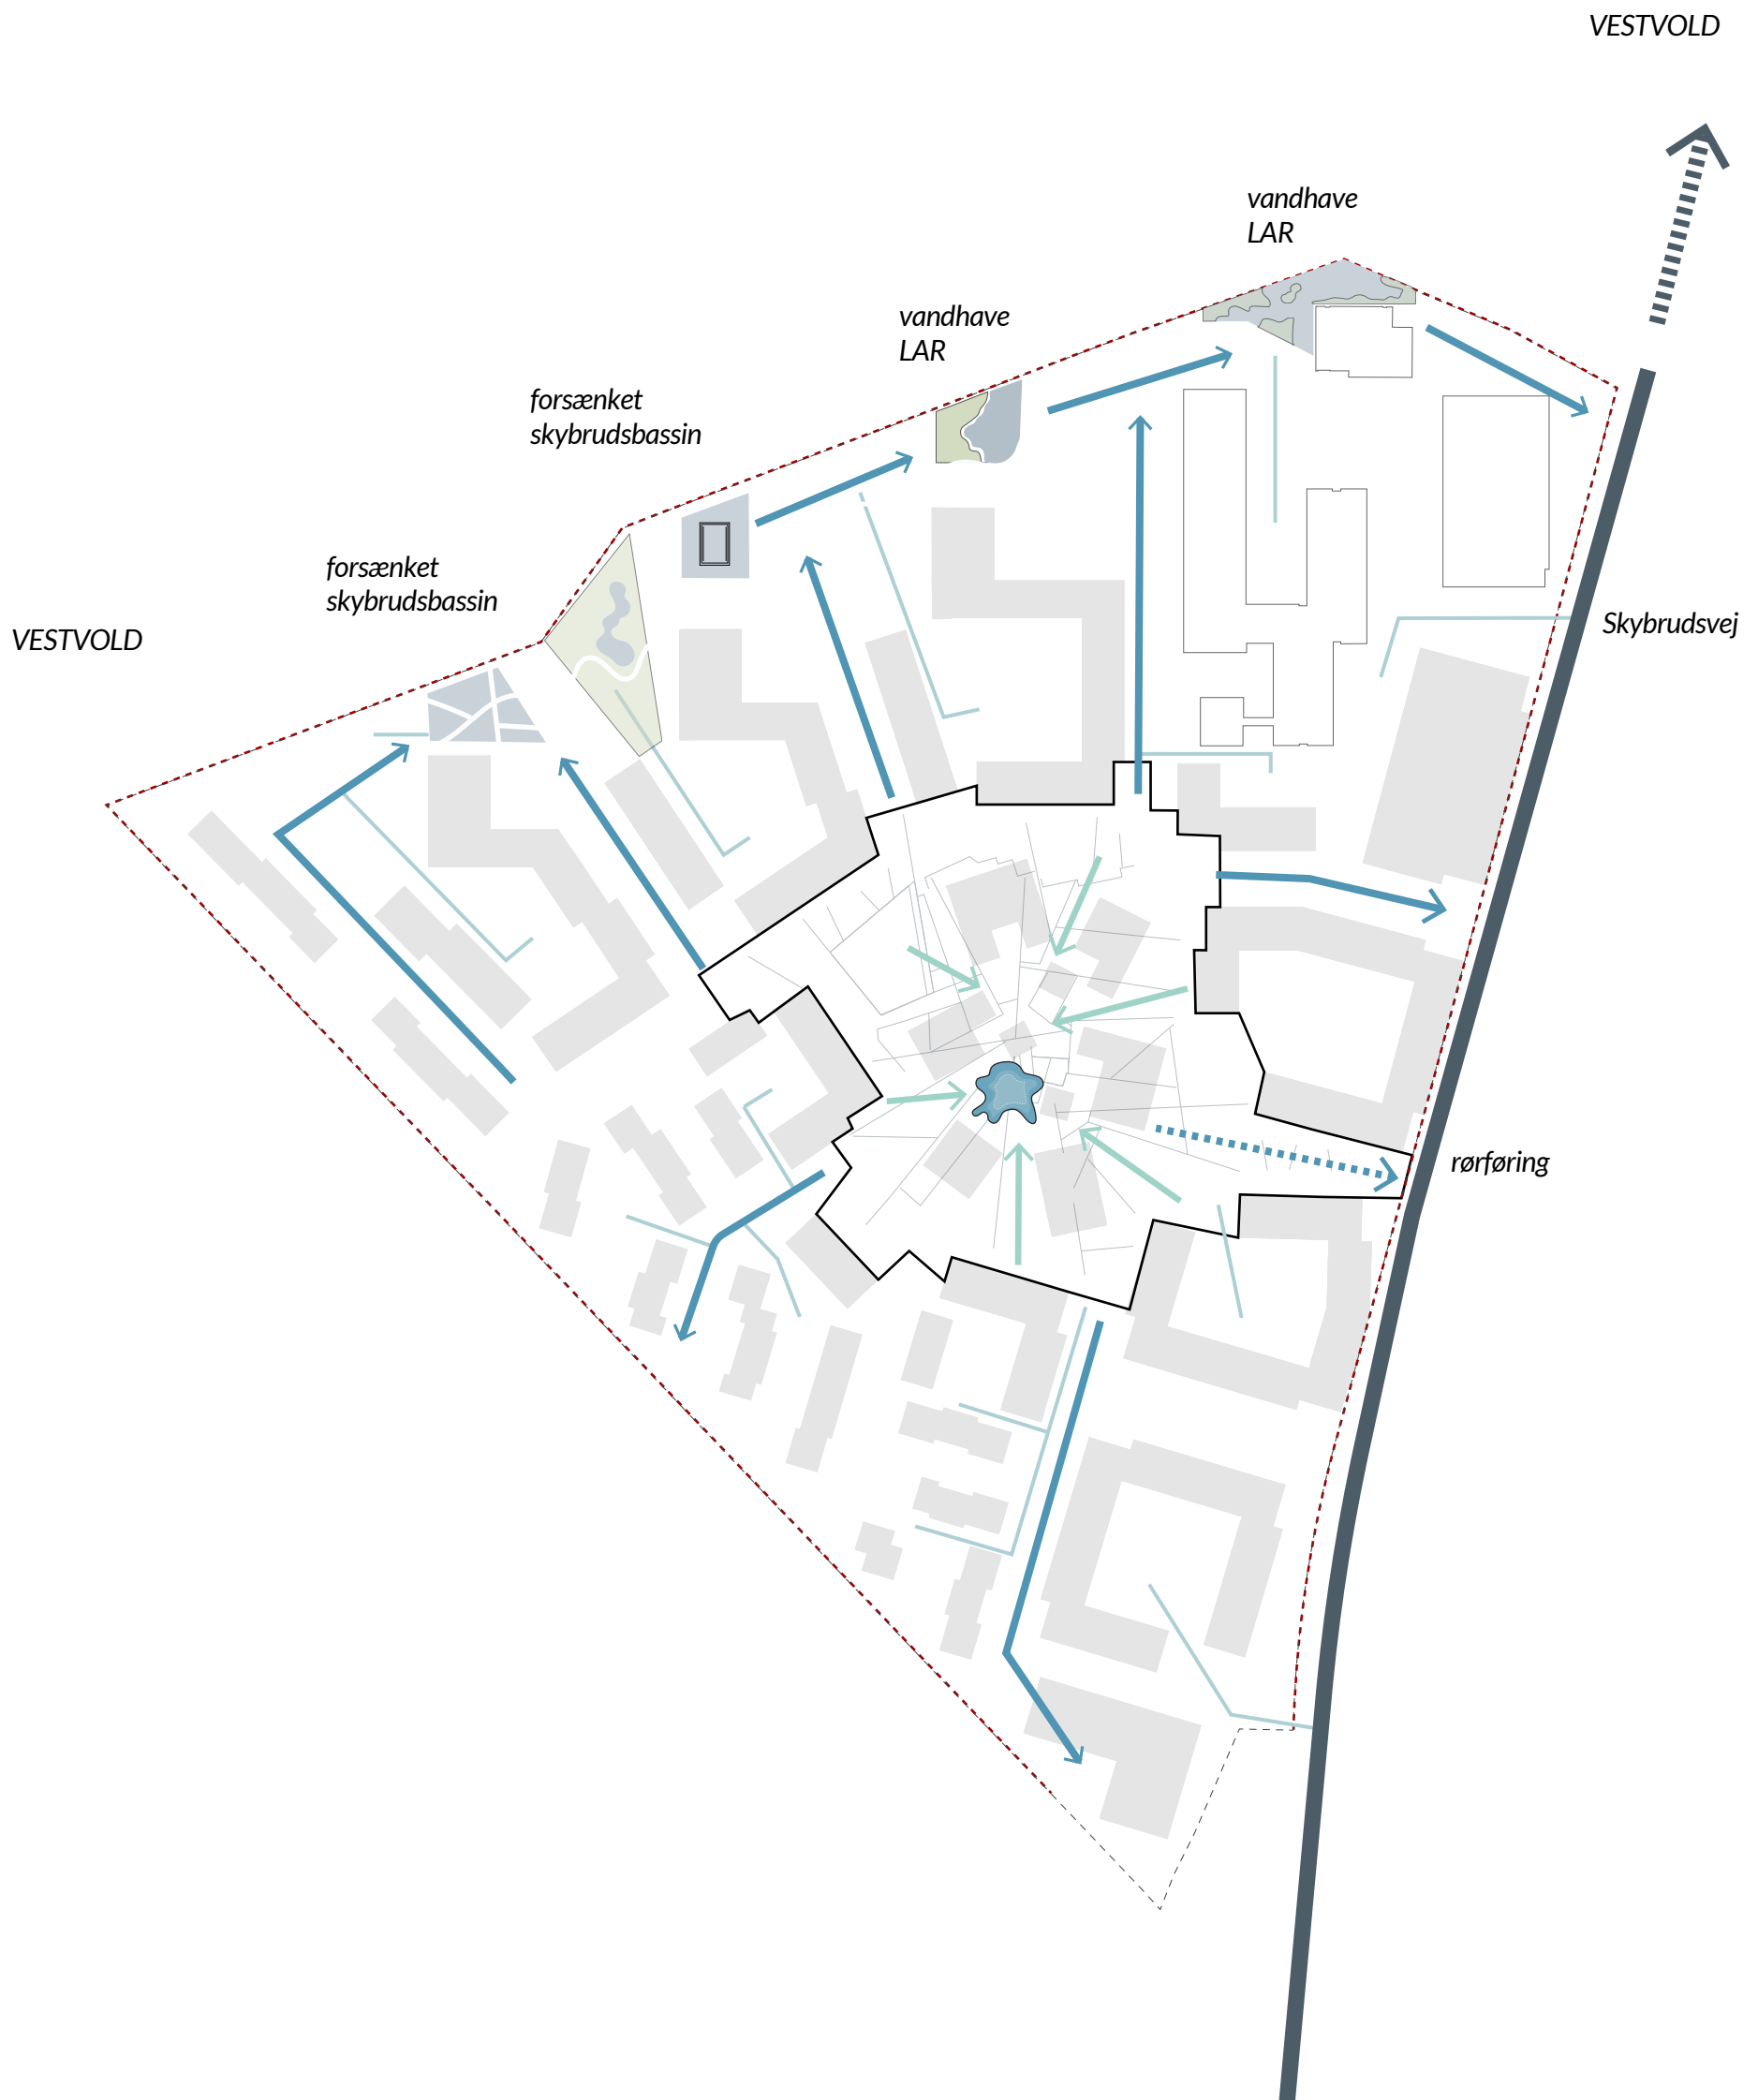 VESTVOLD
vandhave
LAR
vandhave
LAR
forsænket
skybrudsbassin
forsænket
skybrudsbassin
VESTVOLD
Skybrudsvej
rørføring